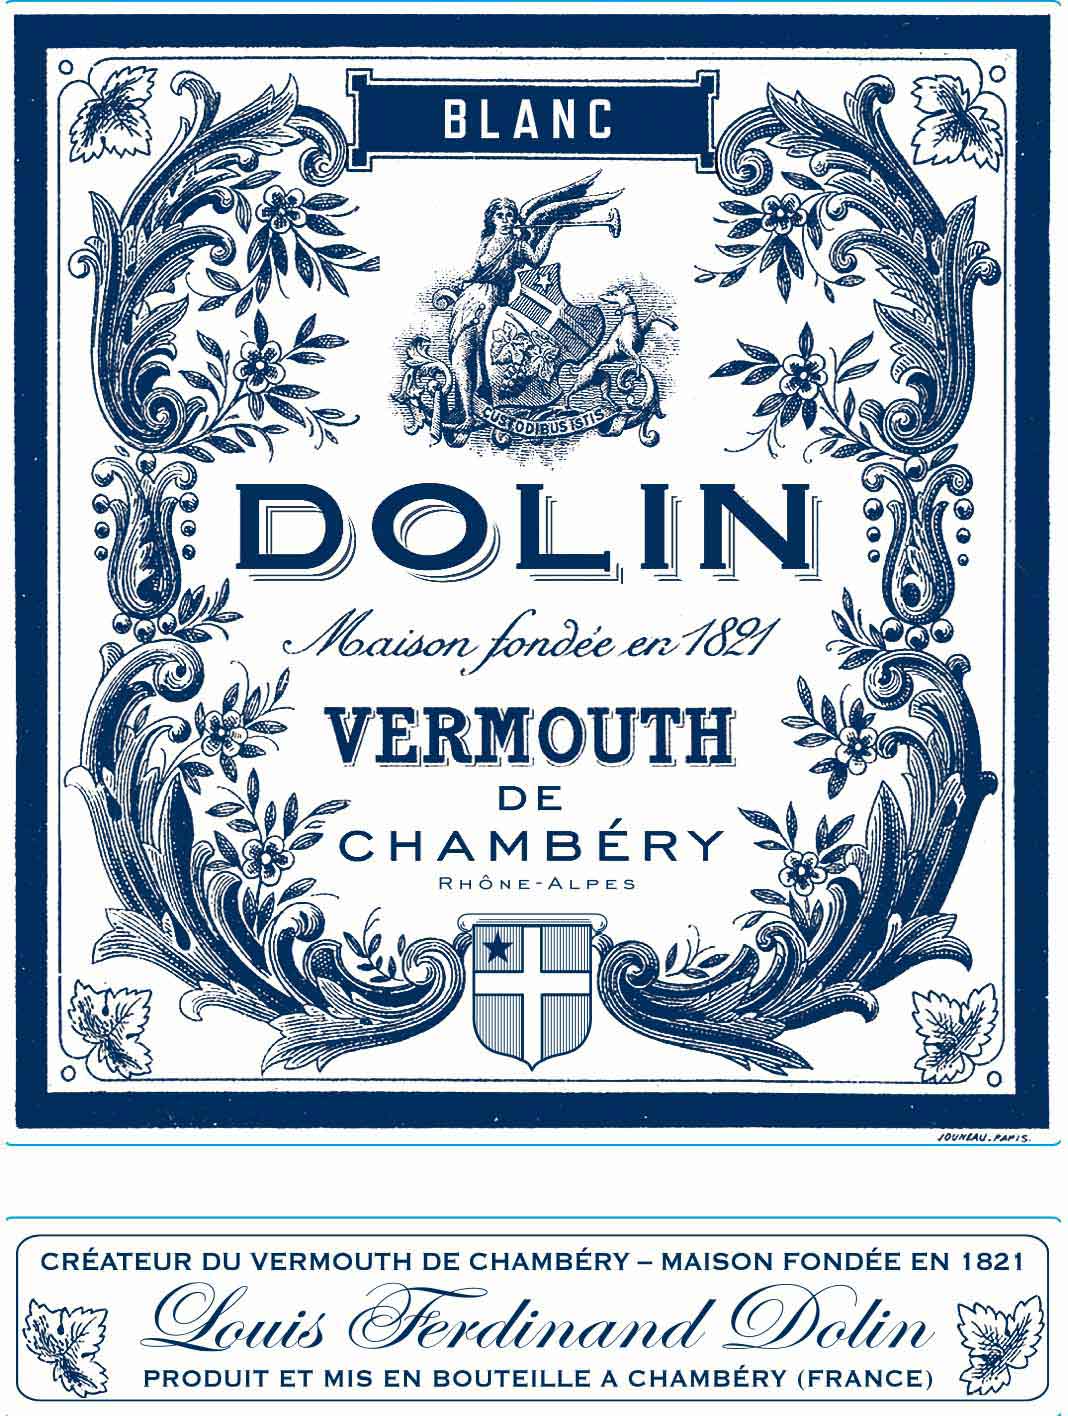 BLANC
CUSTODIBUS ISTIS
DOLIN
Maison fondée en 1821
VERMOUTH
DE
CHAMBÉRY
RHÔNE-ALPES
JOUNEAU. PARIS.
CRÉATEUR DU VERMOUTH DE CHAMBÉRY – MAISON FONDÉE EN 1821
Louis Ferdinand Dolin
PRODUIT ET MIS EN BOUTEILLE A CHAMBÉRY (FRANCE)